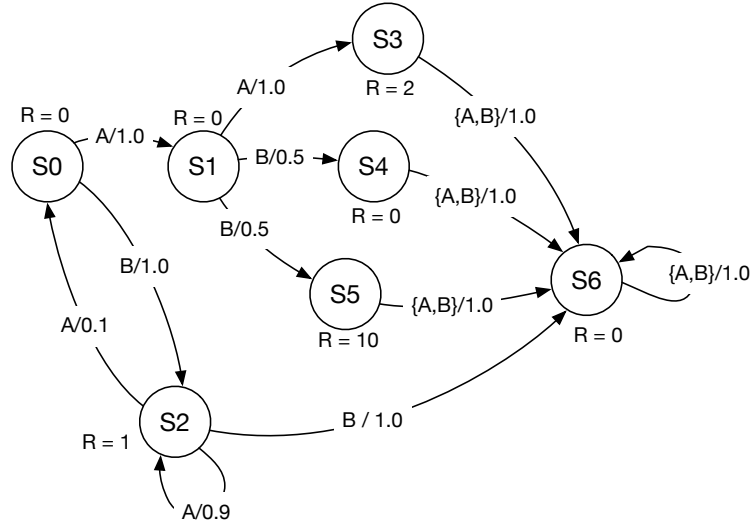 S3
R = 2
A/1.0
{A,B}/1.0
R = 0
R = 0
A/1.0
S0
S1
B/0.5
S4
R = 0
{A,B}/1.0
B/0.5
B/1.0
S5
R = 10
{A,B}/1.0
S6
R = 0
{A,B}/1.0
A/0.1
S2
R = 1
B / 1.0
A/0.9